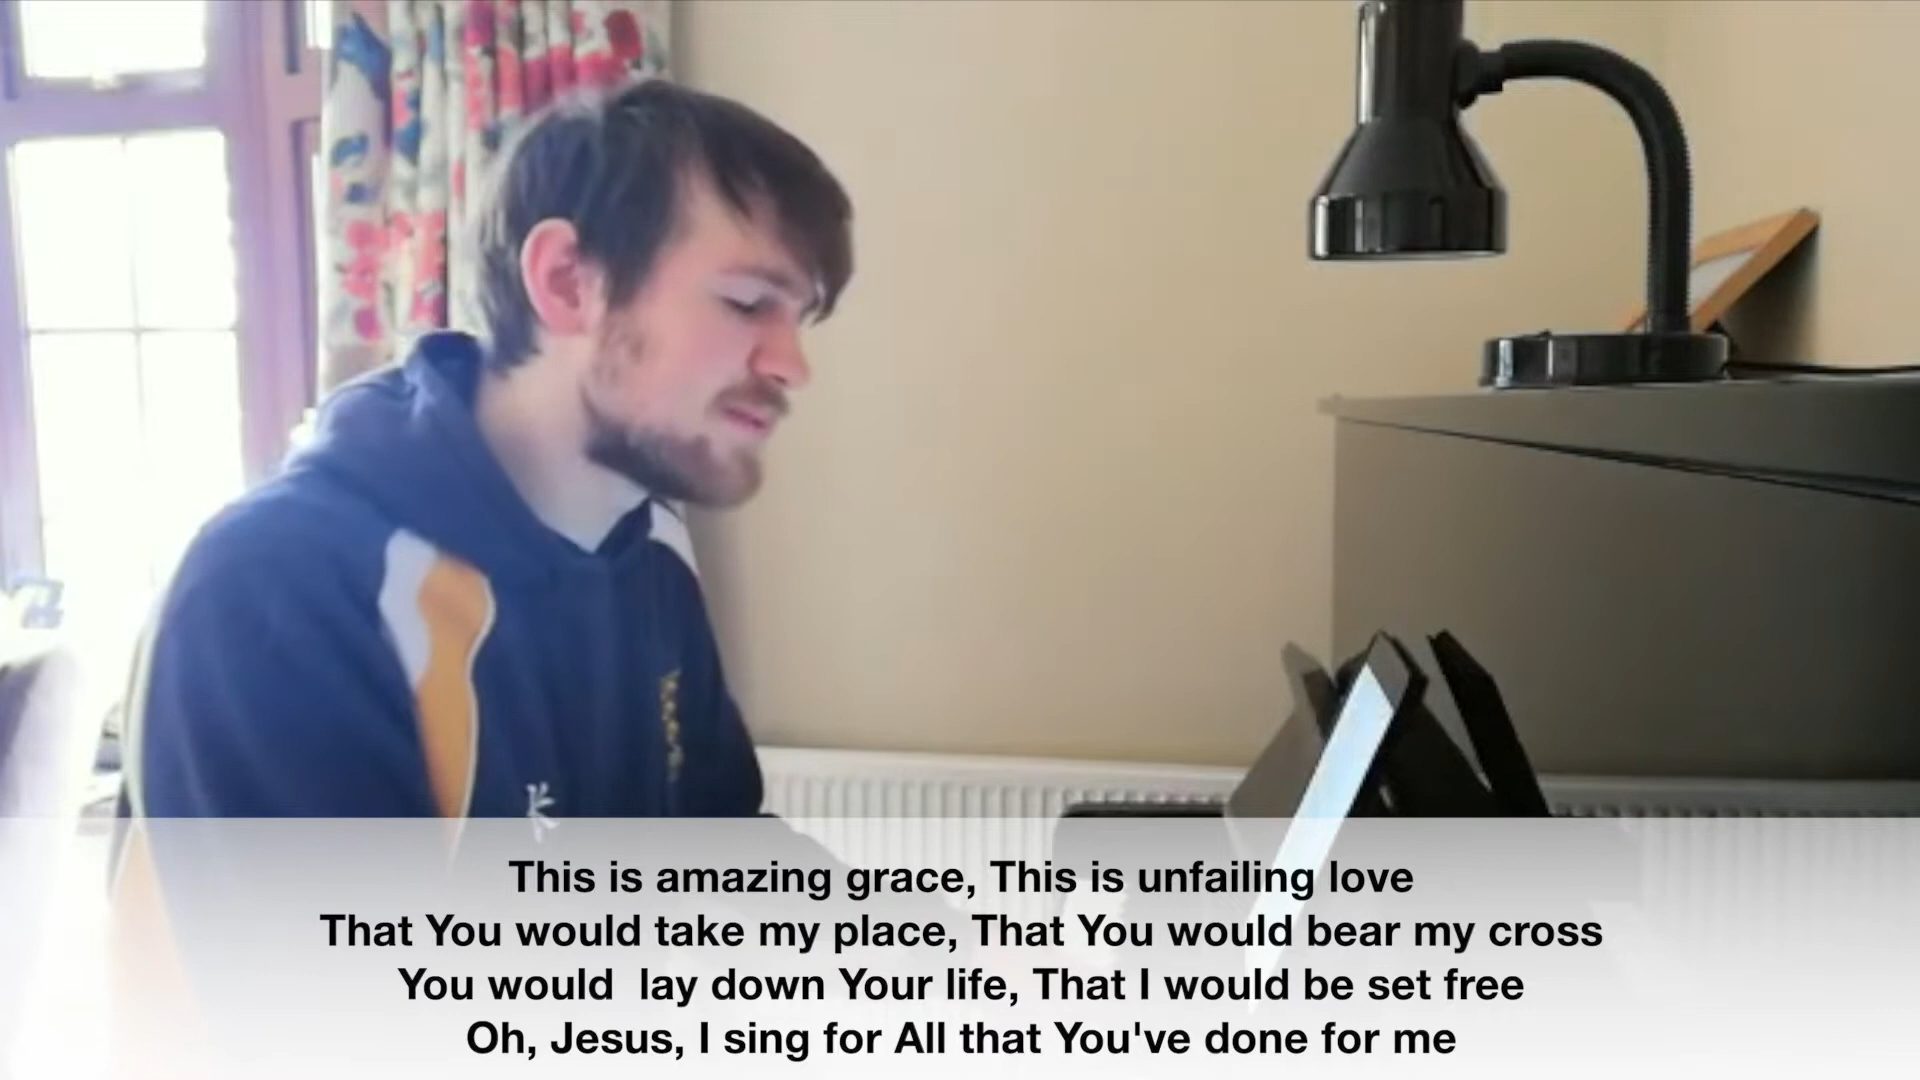 This is amazing grace, This is unfailing love
That You would take my place, That You would bear my cross
You would  lay down Your life, That I would be set free
Oh, Jesus, I sing for All that You've done for me